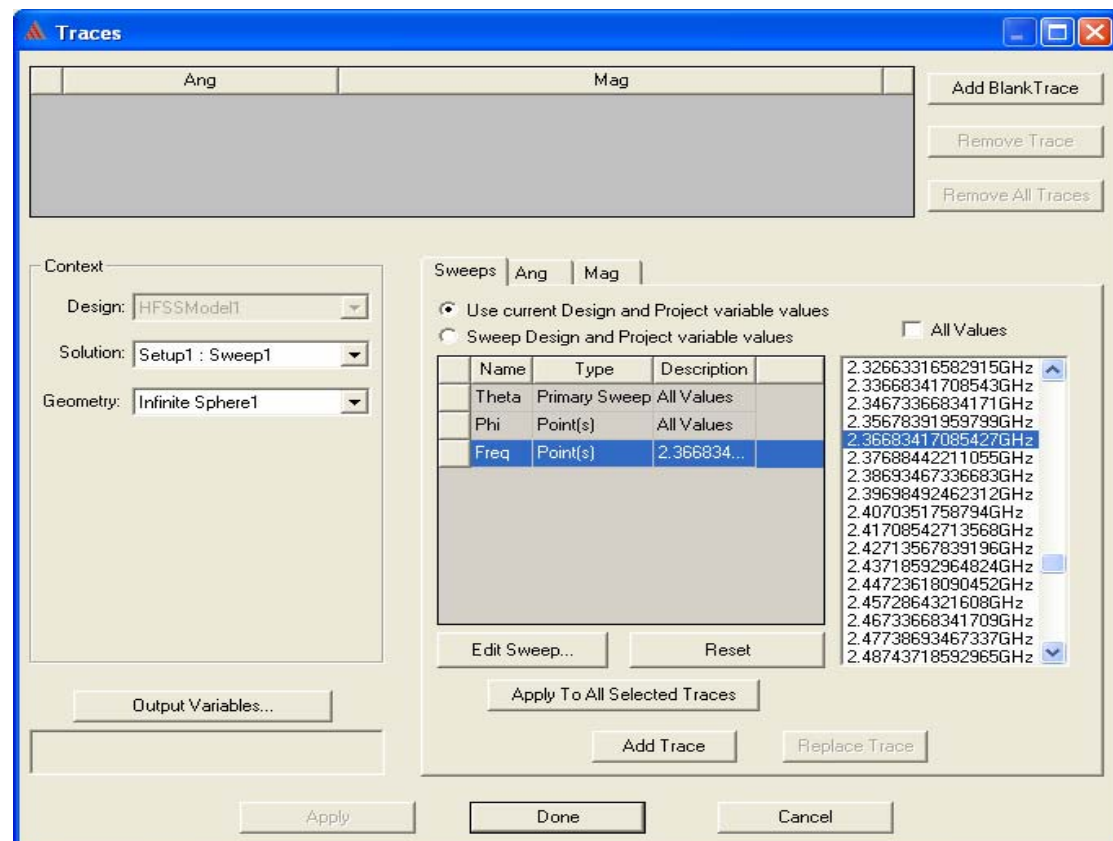 Traces
Ang Mag
Add BlankTrace
Remove Trace
Remove All Traces
Context
Design: HFSSModel1
Solution: Setup1 : Sweep1
Geometry: Infinite Sphere1
Output Variables...
Sweeps Ang Mag
Use current Design and Project variable values
Sweep Design and Project variable values
All Values
Name Type Description
Theta Primary Sweep All Values
Phi Point(s) All Values
Freq Point(s) 2.366834...
2.32663316582915GHz
2.33668341708543GHz
2.34673366834171GHz
2.35678391959799GHz
2.36683417085427GHz
2.37688442211055GHz
2.38693467336683GHz
2.39698492462312GHz
2.4070351758794GHz
2.41708542713568GHz
2.42713567839196GHz
2.43718592964824GHz
2.44723618090452GHz
2.4572864321608GHz
2.46733668341709GHz
2.47738693467337GHz
2.48743718592965GHz
Edit Sweep... Reset
Apply To All Selected Traces
Add Trace Replace Trace
Apply Done Cancel